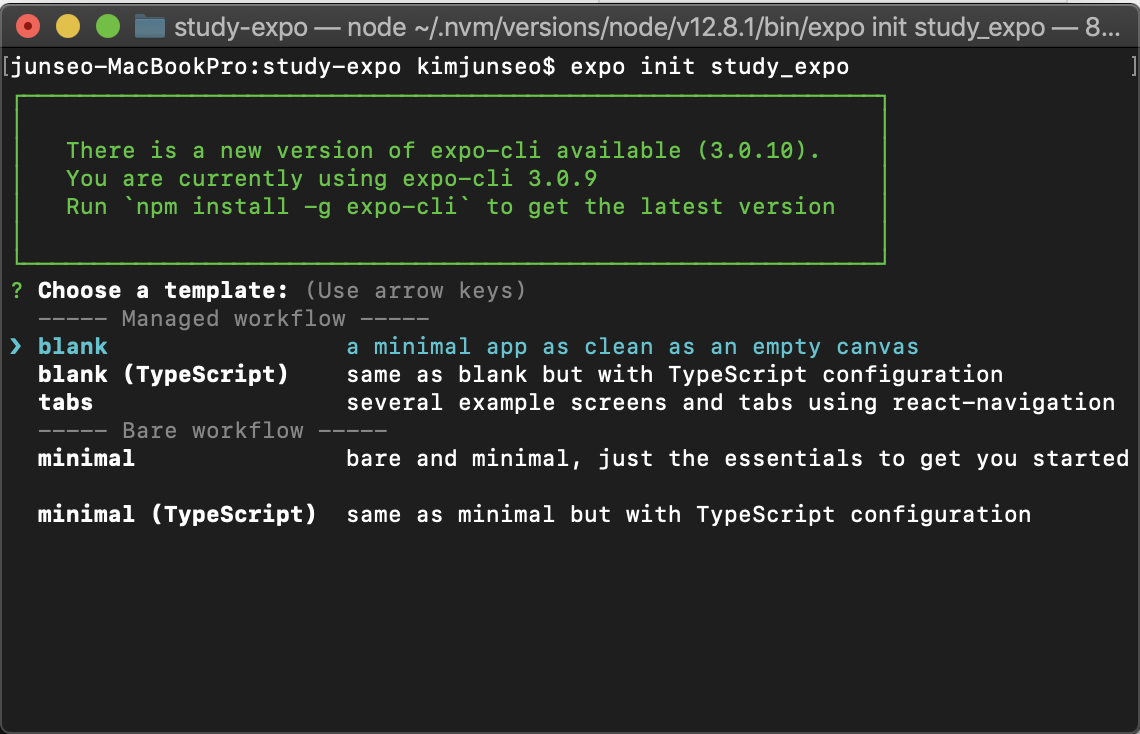 study-expo — node ~/.nvm/versions/node/v12.8.1/bin/expo init study_expo — 8...
[junseo-MacBookPro:study-expo kimjunseo$ expo init study_expo ]
There is a new version of expo-cli available (3.0.10).
You are currently using expo-cli 3.0.9
Run `npm install -g expo-cli` to get the latest version
? Choose a template: (Use arrow keys)
----- Managed workflow -----
❯ blank a minimal app as clean as an empty canvas
blank (TypeScript) same as blank but with TypeScript configuration
tabs several example screens and tabs using react-navigation
----- Bare workflow -----
minimal bare and minimal, just the essentials to get you started
minimal (TypeScript) same as minimal but with TypeScript configuration